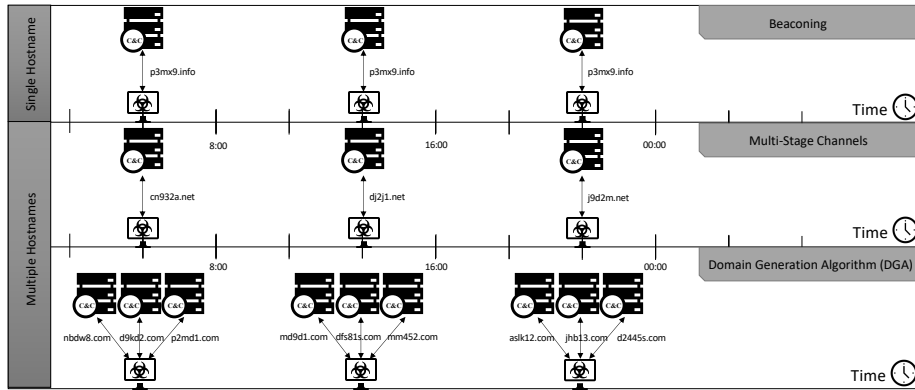 Single Hostname
C&C
C&C
C&C
Beaconing
p3mx9.info
p3mx9.info
p3mx9.info
Time
8:00
16:00
00:00
Multiple Hostnames
C&C
C&C
C&C
Multi-Stage Channels
cn932a.net
dj2j1.net
j9d2m.net
Time
8:00
16:00
00:00
Domain Generation Algorithm (DGA)
C&C
C&C
C&C
C&C
C&C
C&C
C&C
C&C
C&C
nbdw8.com
d9kd2.com
p2md1.com
md9d1.com
dfs81s.com
mm452.com
aslk12.com
jhb13.com
d2445s.com
Time